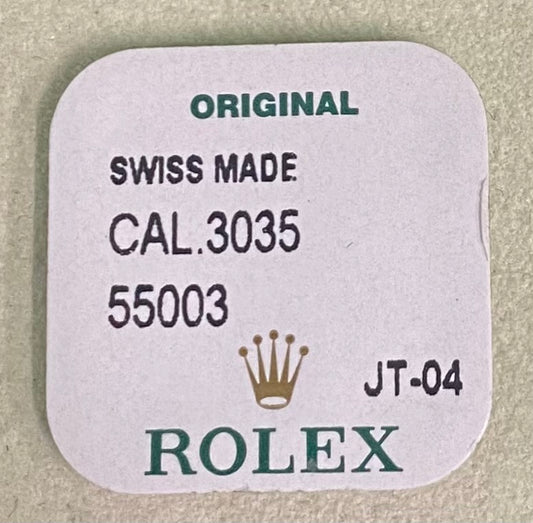 ORIGINAL
SWISS MADE
CAL.3035
55003
JT-04
ROLEX